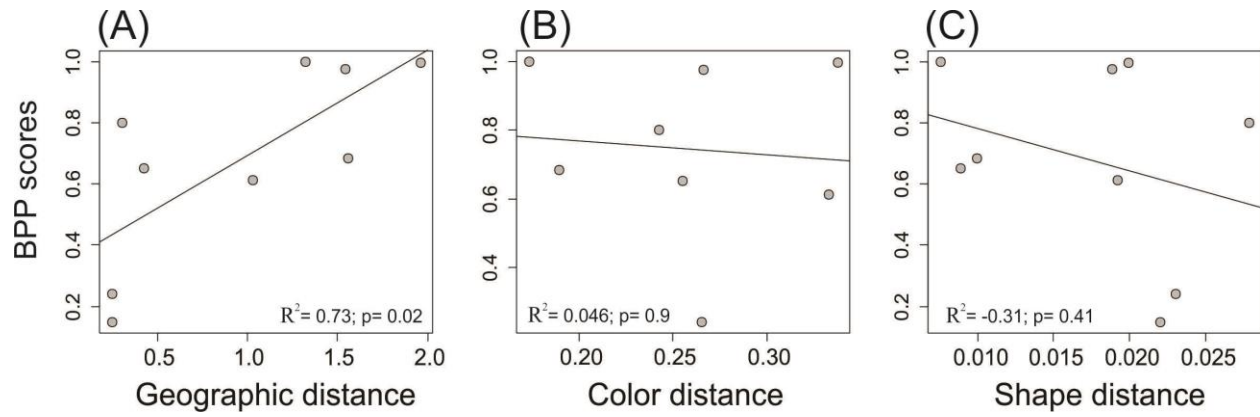 (A)
(B)
(C)
BPP scores
1.0
0.8
0.6
0.4
0.2
R²= 0.73; p= 0.02
0.5 1.0 1.5 2.0
Geographic distance
1.0
0.8
0.6
0.4
R²= 0.046; p= 0.9
0.20 0.25 0.30
Color distance
1.0
0.8
0.6
0.4
0.2
R²= -0.31; p= 0.41
0.010 0.020 0.025
Shape distance